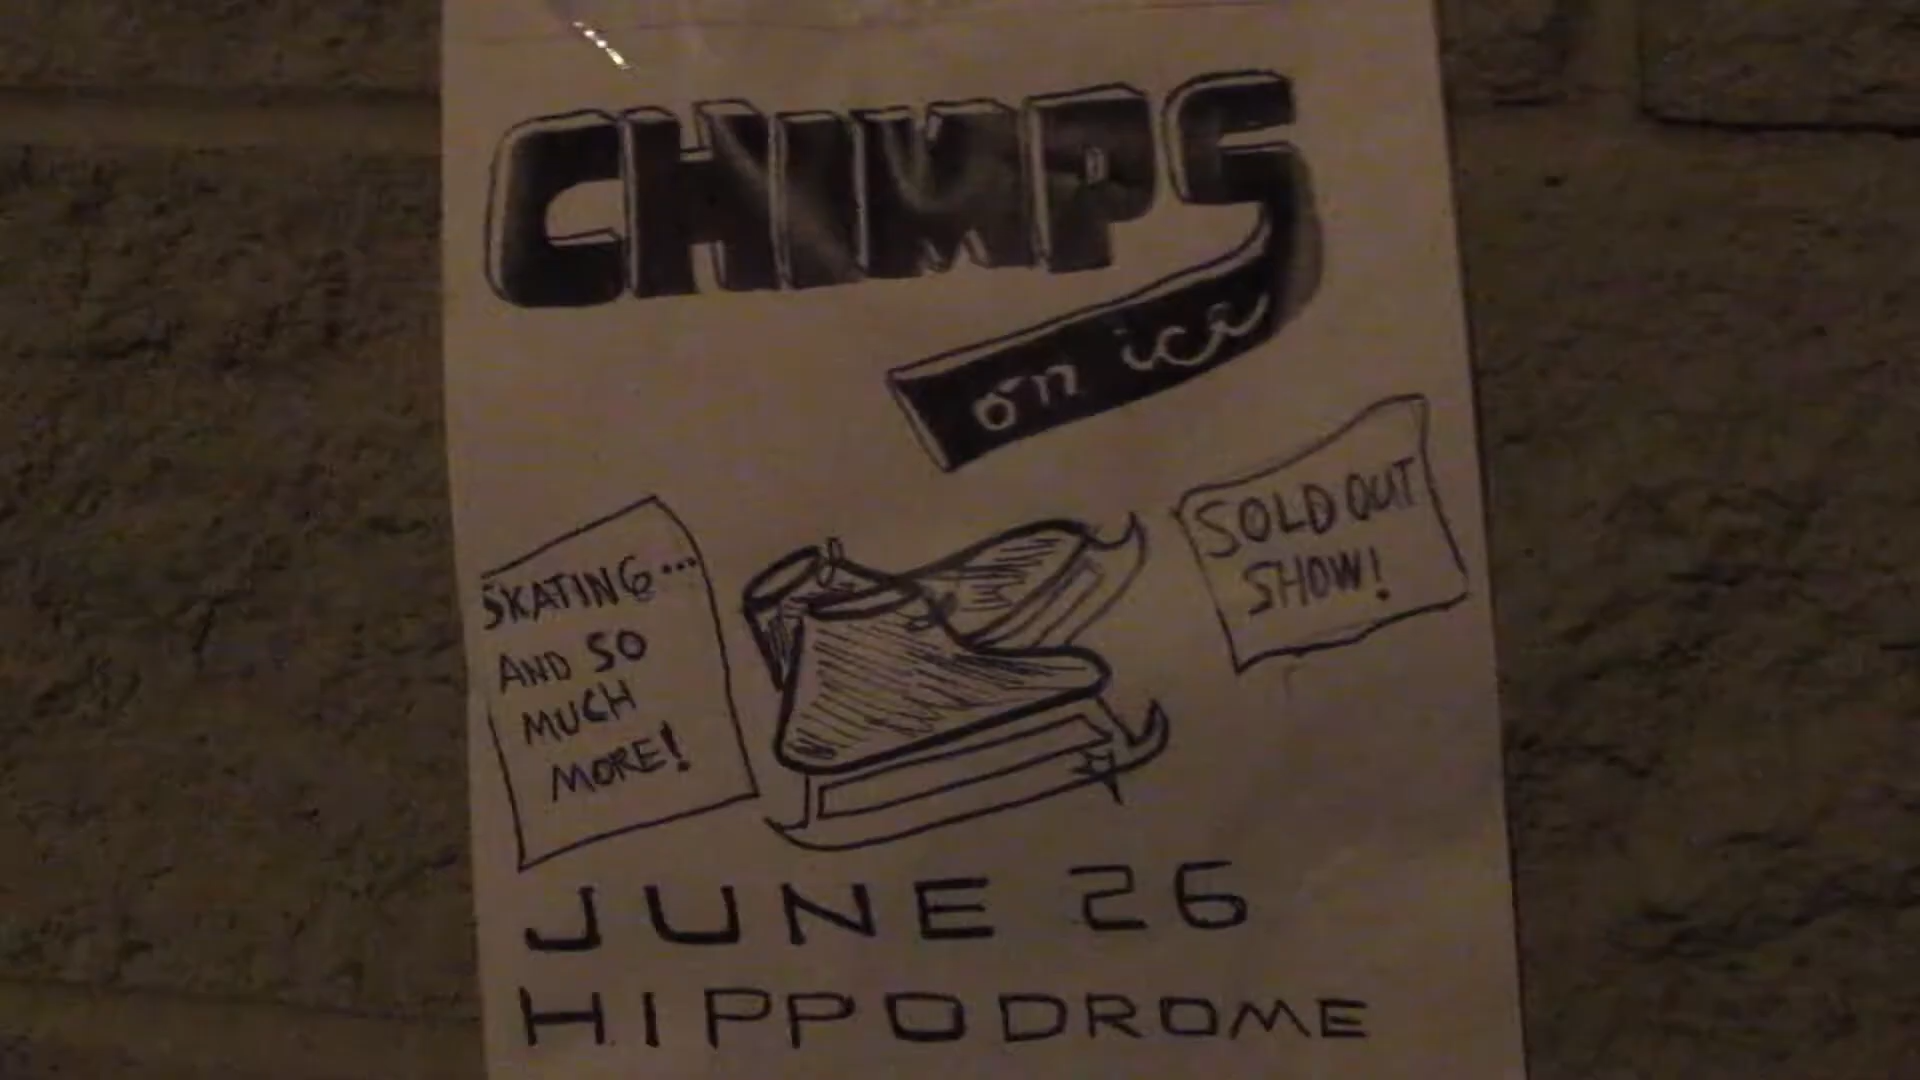 CHIMPS
on ice
SOLD OUT
SHOW!
SKATING...
AND SO
MUCH
MORE!
JUNE 26
HIPPODROME